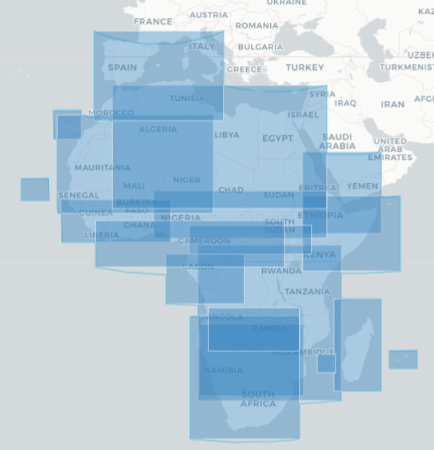 UKRAINE
FRANCE
AUSTRIA
ROMANIA
ITALY
BULGARIA
SPAIN
GREECE
TURKEY
UZBEK
TURKMENIST
MOROCCO
TUNISIA
SYRIA
IRAQ
IRAN
AFG
ALGERIA
LIBYA
ISRAEL
EGYPT
SAUDI
ARABIA
UNITED
ARAB
EMIRATES
MAURITANIA
MALI
NIGER
CHAD
SUDAN
ERITREA
YEMEN
SENEGAL
BURKINA
FASO
GUINEA
NIGERIA
ETHIOPIA
GHANA
LIBERIA
SOUTH
SUDAN
CAMEROON
KENYA
GABON
RWANDA
TANZANIA
ANGOLA
ZAMBIA
MOZAMBIQUE
NAMIBIA
SOUTH
AFRICA